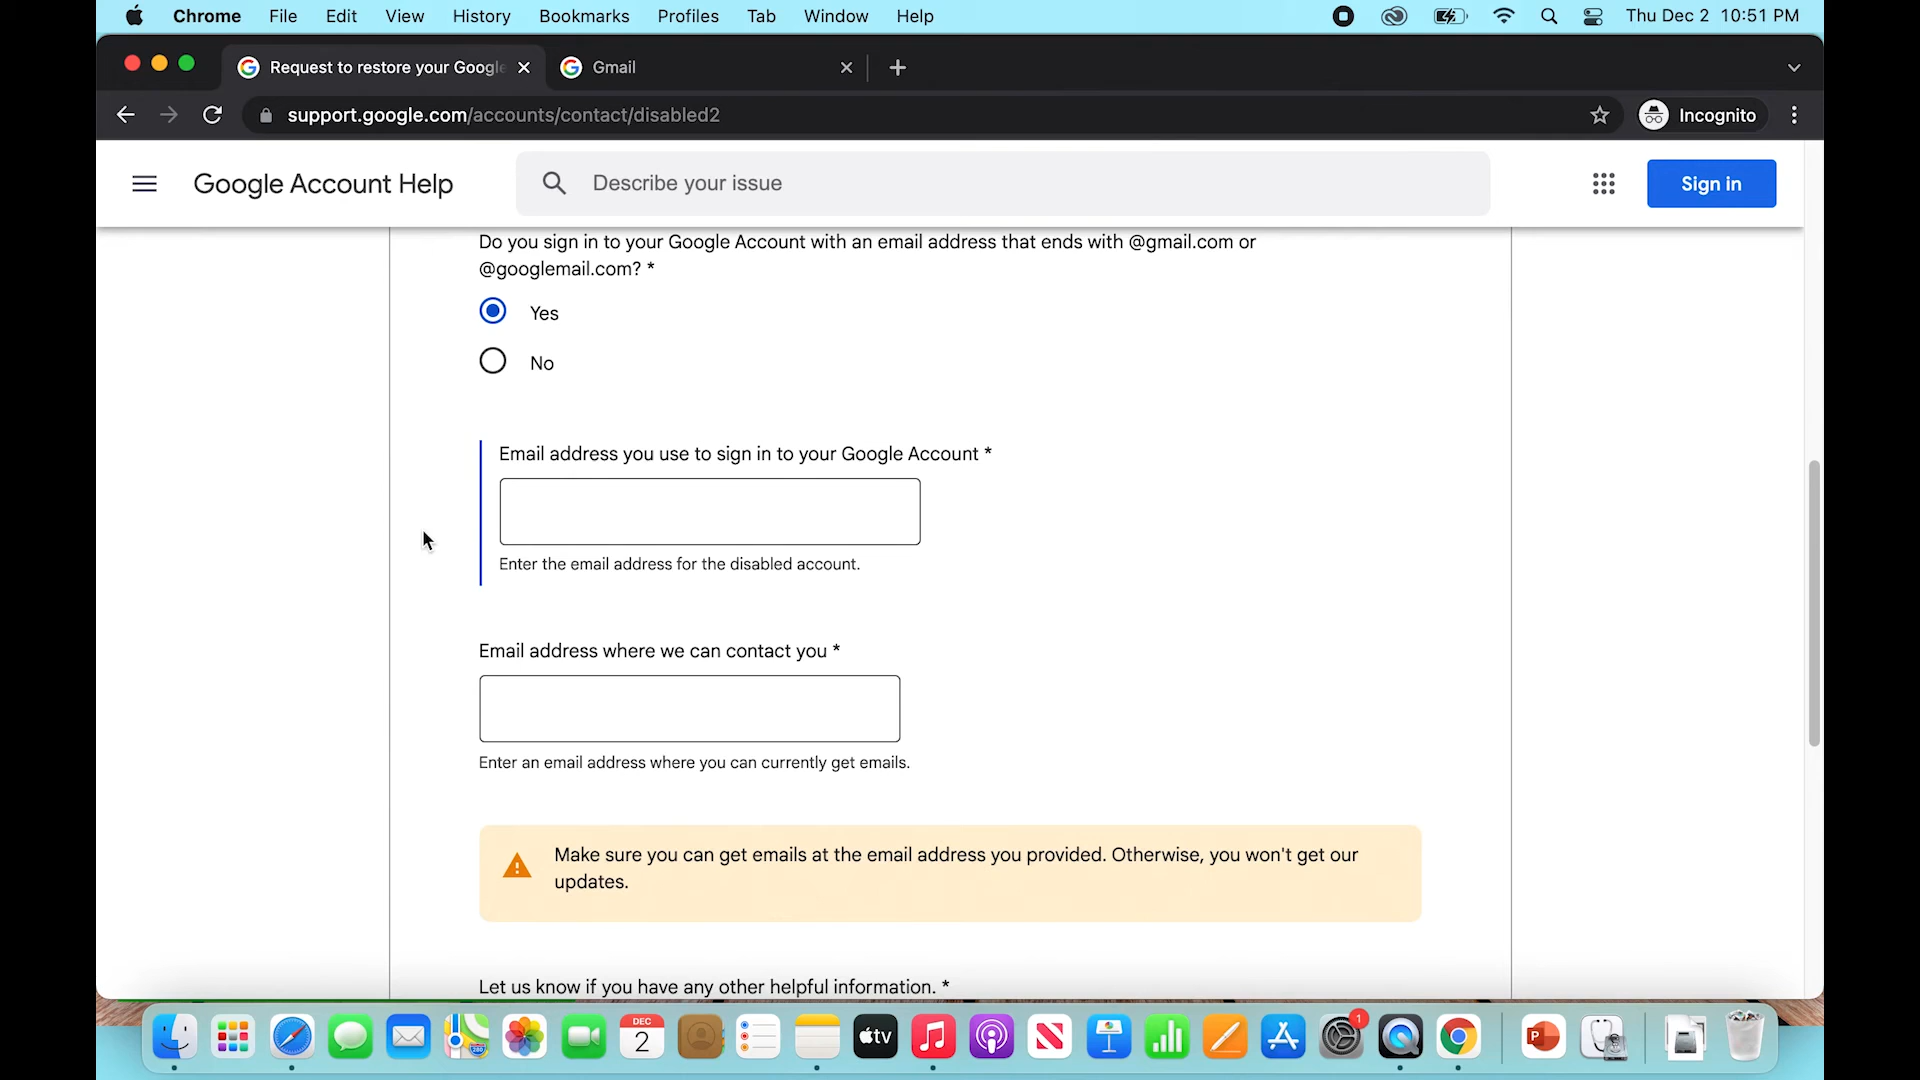 Chrome File Edit View History Bookmarks Profiles Tab Window Help Thu Dec 2 10:51 PM
Request to restore your Google Gmail
support.google.com/accounts/contact/disabled2 Incognito
Google Account Help Describe your issue Sign in
Do you sign in to your Google Account with an email address that ends with @gmail.com or
@googlemail.com? *
Yes
No
Email address you use to sign in to your Google Account *
Enter the email address for the disabled account.
Email address where we can contact you *
Enter an email address where you can currently get emails.
Make sure you can get emails at the email address you provided. Otherwise, you won't get our
updates.
Let us know if you have any other helpful information. *
DEC
2
tv
1
P